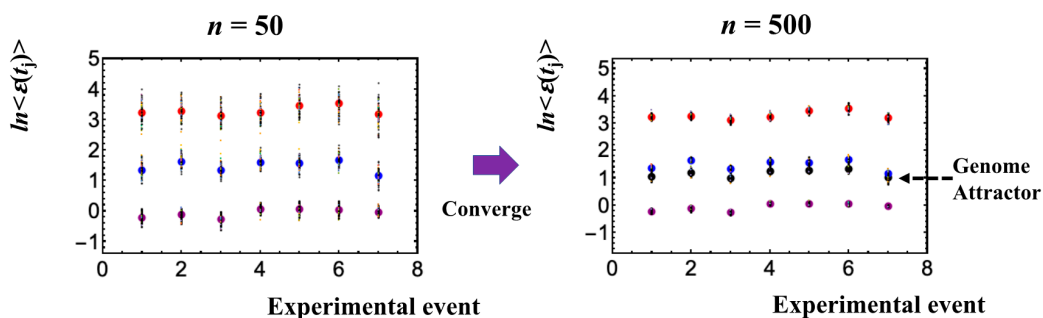 n = 50
ln<ε(tj)>
5
4
3
2
1
0
−1
0
2
4
6
8
Experimental event
Converge
n = 500
ln<ε(tj)>
5
4
3
2
1
0
−1
0
2
4
6
8
Experimental event
Genome
Attractor